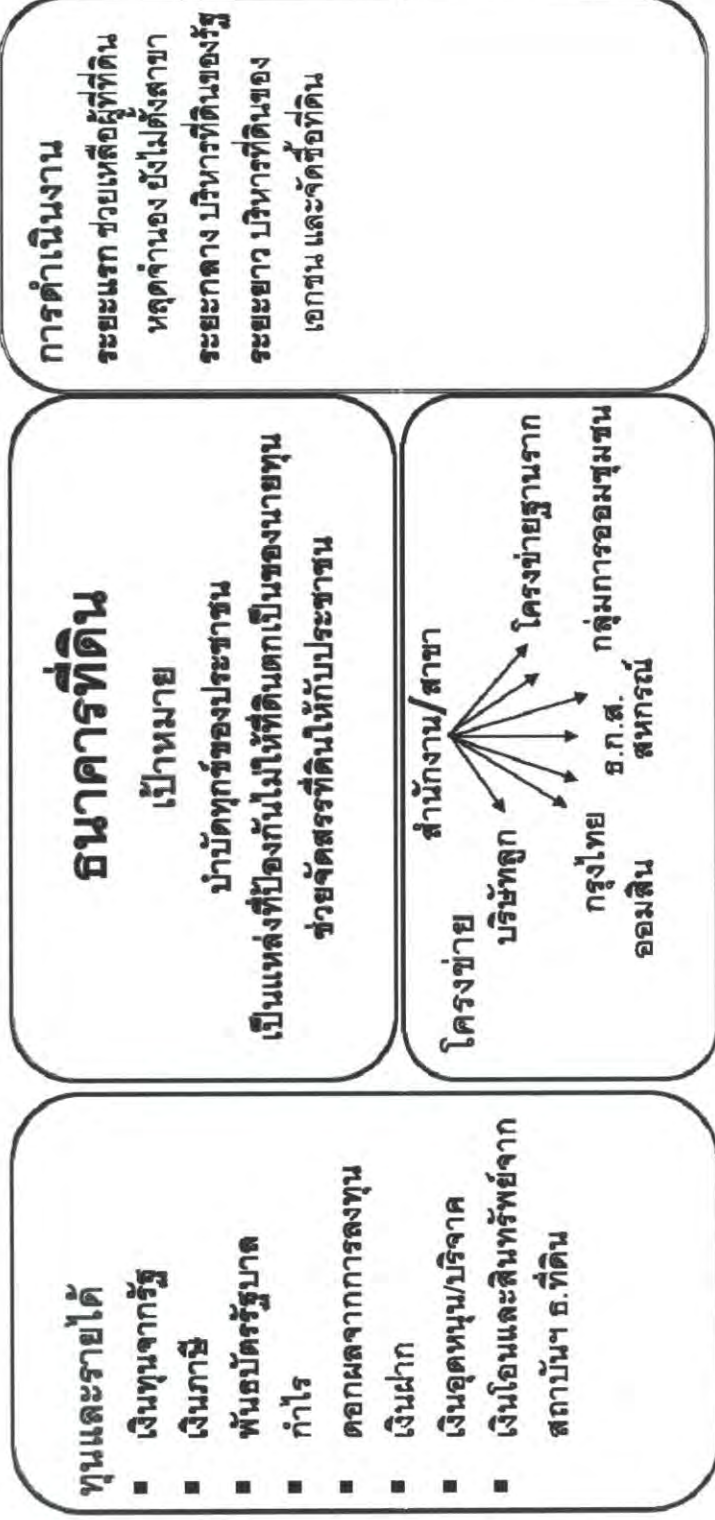 ทุนและรายได้
▪ เงินทุนจากรัฐ
▪ เงินภาษี
▪ พันธบัตรรัฐบาล
▪ กำไร
▪ ดอกผลจากการลงทุน
▪ เงินฝาก
▪ เงินอุดหนุน/บริจาค
▪ เงินโอนและสินทรัพย์จาก
สถาบันฯ ธ.ที่ดิน
ธนาคารที่ดิน
เป้าหมาย
บำบัดทุกข์ของประชาชน
เป็นแหล่งที่ป้องกันไม่ให้ที่ดินตกเป็นของนายทุน
ช่วยจัดสรรที่ดินให้กับประชาชน
สำนักงาน/สาขา
โครงข่าย
บริษัทลูก
โครงข่ายฐานราก
กรุงไทย
ธ.ก.ส.
กลุ่มการออมชุมชน
ออมสิน
สหกรณ์
การดำเนินงาน
ระยะแรก ช่วยเหลือผู้ที่ที่ดิน
หลุดจำนอง ยังไม่ตั้งสาขา
ระยะกลาง บริหารที่ดินของรัฐ
ระยะยาว บริหารที่ดินของ
เอกชน และจัดซื้อที่ดิน